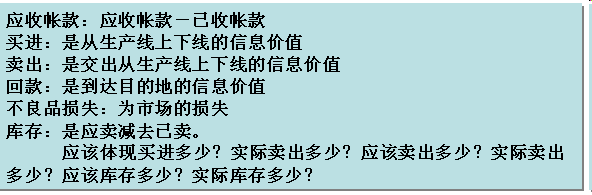 应收帐款：应收帐款－已收帐款
买进：是从生产线上下线的信息价值
卖出：是交出从生产线上下线的信息价值
回款：是到达目的地的信息价值
不良品损失：为市场的损失
库存：是应卖减去已卖。
应该体现买进多少？实际卖出多少？应该卖出多少？实际卖出
多少？应该库存多少？实际库存多少？